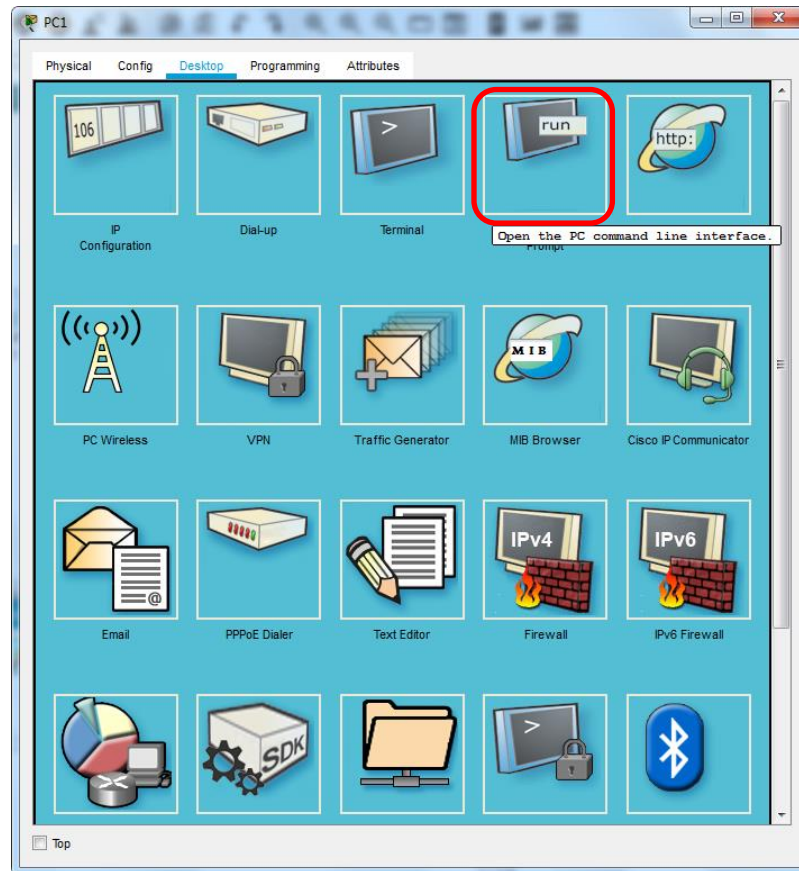 PC1
Physical Config Desktop Programming Attributes
106
>
run
http:
IP
Configuration
Dial-up
Terminal
Open the PC command line interface.
Prompt
MIB
PC Wireless
VPN
Traffic Generator
MIB Browser
Cisco IP Communicator
@
IPv4
IPv6
Email
PPPoE Dialer
Text Editor
Firewall
IPv6 Firewall
SDK
>
Top